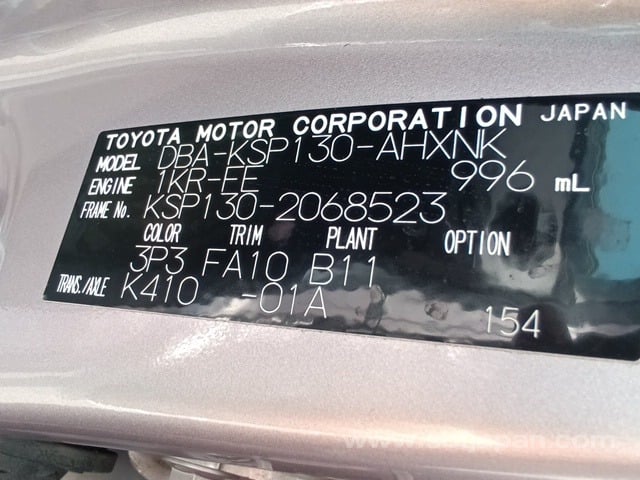 TOYOTA MOTOR CORPORATION JAPAN
MODEL DBA-KSP130-AHXNK
ENGINE 1KR-FE 996 mL
FRAME No. KSP130-2068523
COLOR TRIM PLANT OPTION
3P3 FA10 B11
TRANS./AXLE K410 -01A
154